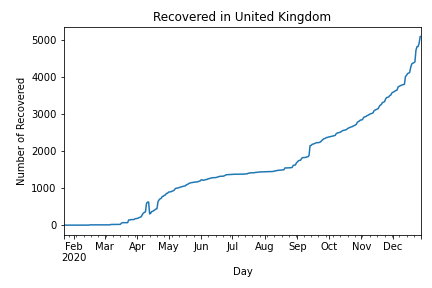 Recovered in United Kingdom
Number of Recovered
5000
4000
3000
2000
1000
0
Feb Mar Apr May Jun Jul Aug Sep Oct Nov Dec
2020
Day